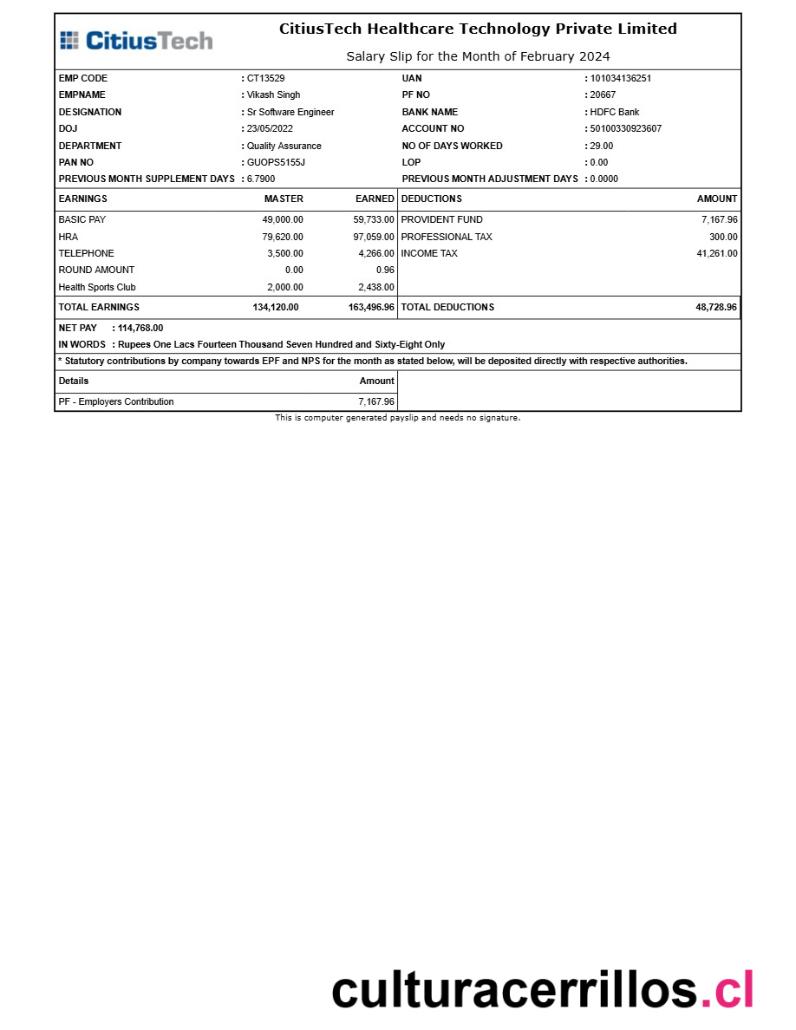 CitiusTech
CitiusTech Healthcare Technology Private Limited
Salary Slip for the Month of February 2024
EMP CODE : CT13529 UAN : 101034136251
EMPNAME : Vikash Singh PF NO : 20667
DESIGNATION : Sr Software Engineer BANK NAME : HDFC Bank
DOJ : 23/05/2022 ACCOUNT NO : 50100330923607
DEPARTMENT : Quality Assurance NO OF DAYS WORKED : 29.00
PAN NO : GUOPS5155J LOP : 0.00
PREVIOUS MONTH SUPPLEMENT DAYS : 6.7900 PREVIOUS MONTH ADJUSTMENT DAYS : 0.0000
EARNINGS MASTER EARNED DEDUCTIONS AMOUNT
BASIC PAY 49,000.00 59,733.00 PROVIDENT FUND 7,167.96
HRA 79,620.00 97,059.00 PROFESSIONAL TAX 300.00
TELEPHONE 3,500.00 4,266.00 INCOME TAX 41,261.00
ROUND AMOUNT 0.00 0.96
Health Sports Club 2,000.00 2,438.00
TOTAL EARNINGS 134,120.00 163,496.96 TOTAL DEDUCTIONS 48,728.96
NET PAY : 114,768.00
IN WORDS : Rupees One Lacs Fourteen Thousand Seven Hundred and Sixty-Eight Only
* Statutory contributions by company towards EPF and NPS for the month as stated below, will be deposited directly with respective authorities.
Details Amount
PF - Employers Contribution 7,167.96
This is computer generated payslip and needs no signature.
culturacerrillos.cl